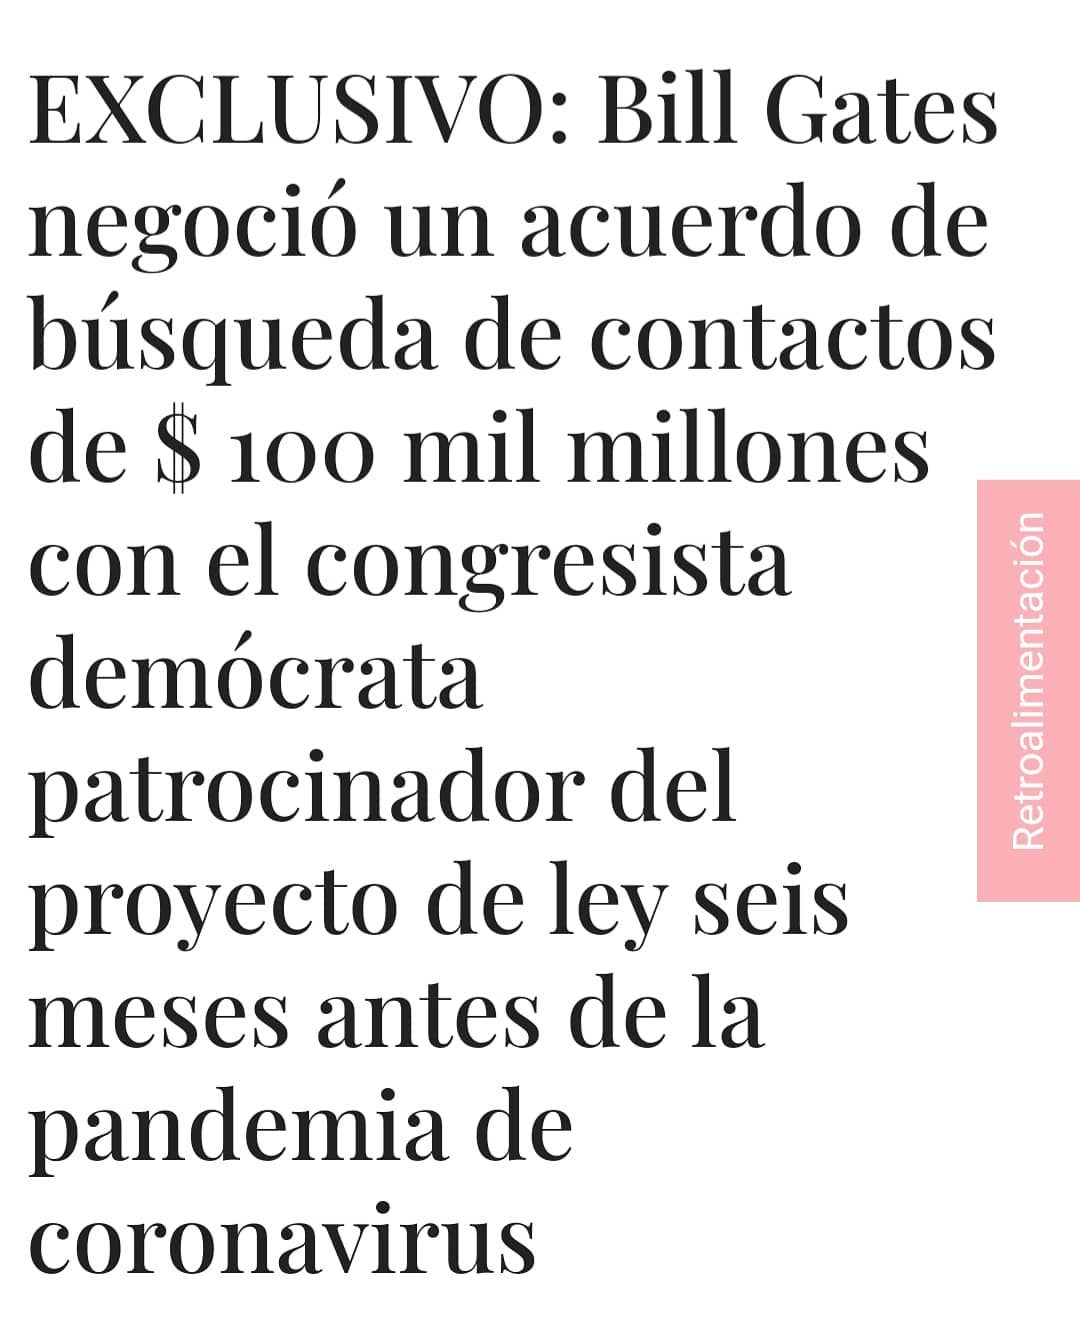 EXCLUSIVO: Bill Gates
negoció un acuerdo de
búsqueda de contactos
de $ 100 mil millones
con el congresista
demócrata
patrocinador del
proyecto de ley seis
meses antes de la
pandemia de
coronavirus
Retroalimentación